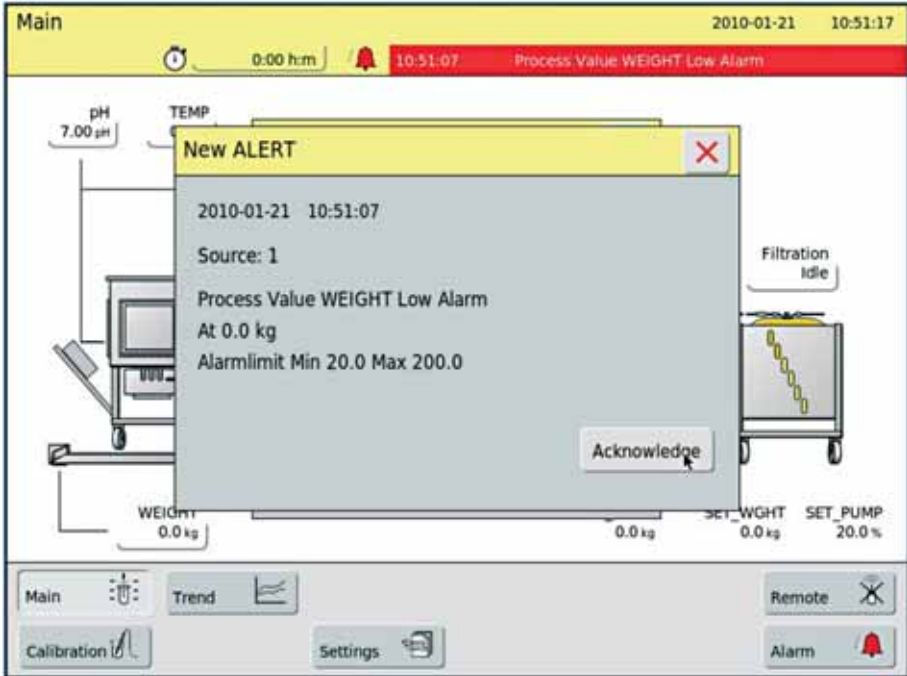 Main 2010-01-21 10:51:17
0:00 h:m 10:51:07 Process Value WEIGHT Low Alarm
pH TEMP
7.00 pH
New ALERT
2010-01-21 10:51:07
Source: 1
Process Value WEIGHT Low Alarm
At 0.0 kg
Alarmlimit Min 20.0 Max 200.0
Acknowledge
Filtration
Idle
WEIGHT SET_WGHT SET_PUMP
0.0 kg 0.0 kg 0.0 kg 20.0 %
Main Trend Remote
Calibration Settings Alarm